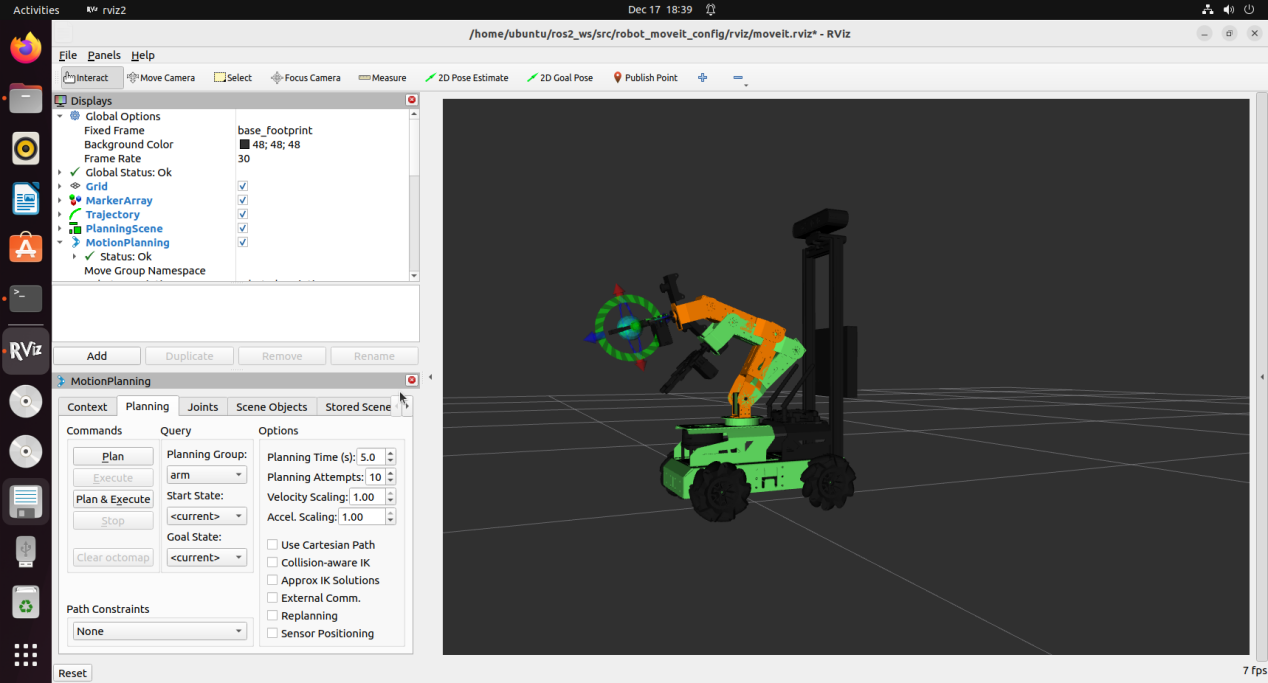 Activities rviz2 Dec 17 18:39
/home/ubuntu/ros2_ws/src/robot_moveit_config/rviz/moveit.rviz* - RViz
File Panels Help
Interact Move Camera Select Focus Camera Measure 2D Pose Estimate 2D Goal Pose Publish Point
Displays
Global Options
Fixed Frame base_footprint
Background Color 48; 48; 48
Frame Rate 30
Global Status: Ok
Grid
MarkerArray
Trajectory
PlanningScene
MotionPlanning
Status: Ok
Move Group Namespace
Add Duplicate Remove Rename
RViz
MotionPlanning
Context Planning Joints Scene Objects Stored Scene
Commands Query Options
Plan Planning Group: Planning Time (s): 5.0
Execute arm Planning Attempts: 10
Plan & Execute Start State: Velocity Scaling: 1.00
Stop <current> Accel. Scaling: 1.00
Goal State:
Clear octomap <current>
Use Cartesian Path
Collision-aware IK
Approx IK Solutions
External Comm.
Replanning
Sensor Positioning
Path Constraints
None
Reset 7 fps